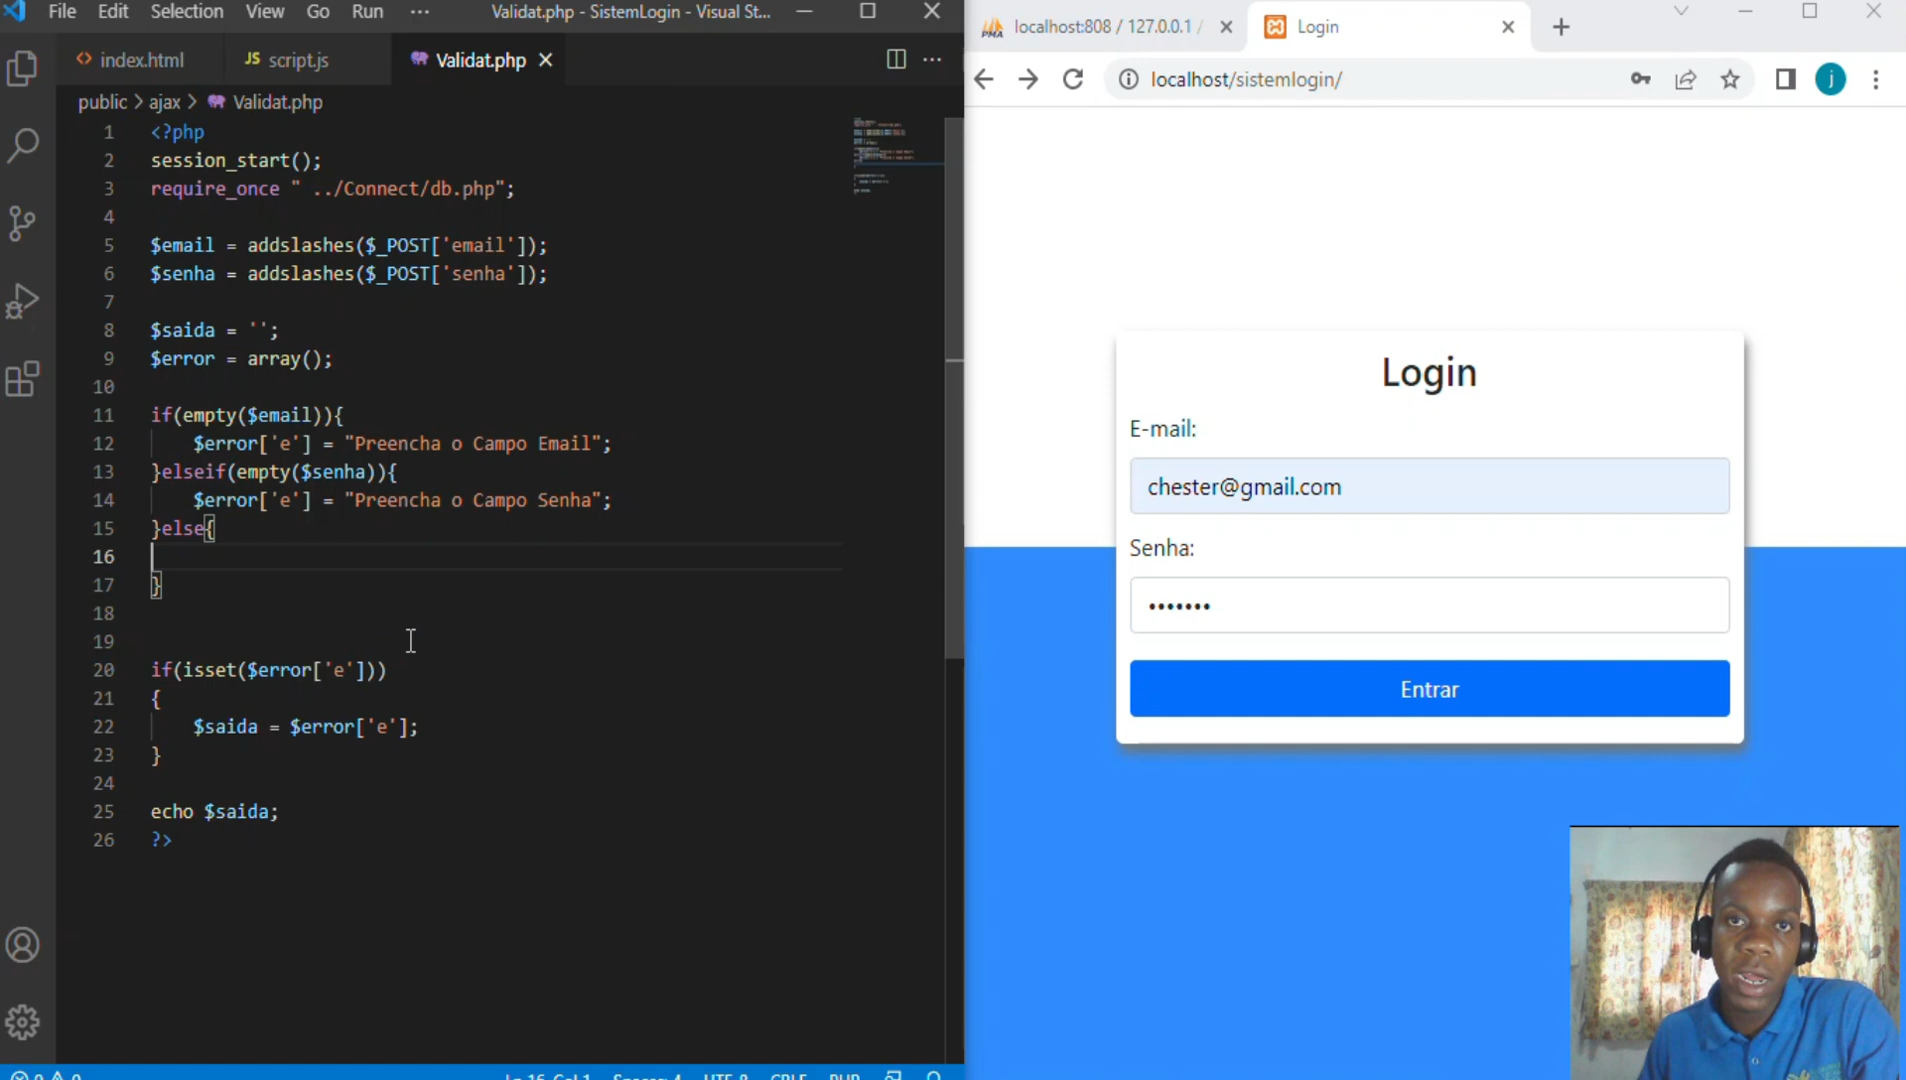 File Edit Selection View Go Run ··· Validat.php - SistemLogin - Visual St...
index.html JS script.js Validat.php
public > ajax > Validat.php
1 <?php
2 session_start();
3 require_once " ../Connect/db.php";
4
5 $email = addslashes($_POST['email']);
6 $senha = addslashes($_POST['senha']);
7
8 $saida = '';
9 $error = array();
10
11 if(empty($email)){
12 $error['e'] = "Preencha o Campo Email";
13 }elseif(empty($senha)){
14 $error['e'] = "Preencha o Campo Senha";
15 }else{
16
17 }
18
19
20 if(isset($error['e']))
21 {
22 $saida = $error['e'];
23 }
24
25 echo $saida;
26 ?>
PMA localhost:808 / 127.0.0.1 /
Login
localhost/sistemlogin/
j
Login
E-mail:
chester@gmail.com
Senha:
•••••••
Entrar